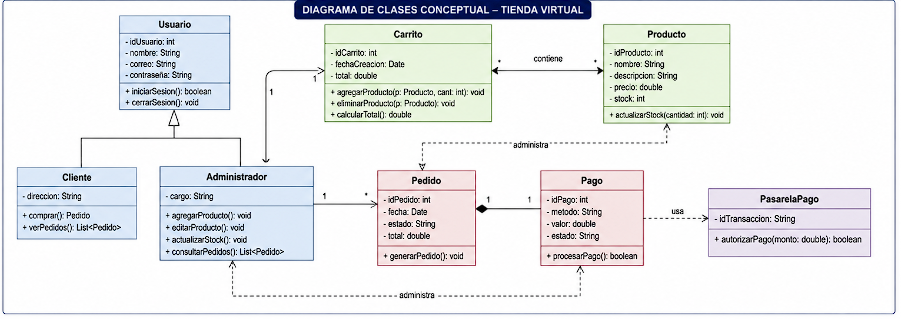 DIAGRAMA DE CLASES CONCEPTUAL – TIENDA VIRTUAL
Usuario
- idUsuario: int
- nombre: String
- correo: String
- contraseña: String
+ iniciarSesion(): boolean
+ cerrarSesion(): void
Carrito
- idCarrito: int
- fechaCreacion: Date
- total: double
+ agregarProducto(p: Producto, cant: int): void
+ eliminarProducto(p: Producto): void
+ calcularTotal(): double
Producto
- idProducto: int
- nombre: String
- descripcion: String
- precio: double
- stock: int
+ actualizarStock(cantidad: int): void
1
1
*
contiene
*
administra
Cliente
- direccion: String
+ comprar(): Pedido
+ verPedidos(): List<Pedido>
Administrador
- cargo: String
+ agregarProducto(): void
+ editarProducto(): void
+ actualizarStock(): void
+ consultarPedidos(): List<Pedido>
1
*
Pedido
- idPedido: int
- fecha: Date
- estado: String
- total: double
+ generarPedido(): void
1
1
Pago
- idPago: int
- metodo: String
- valor: double
- estado: String
+ procesarPago(): boolean
usa
PasarelaPago
- idTransaccion: String
+ autorizarPago(monto: double): boolean
administra